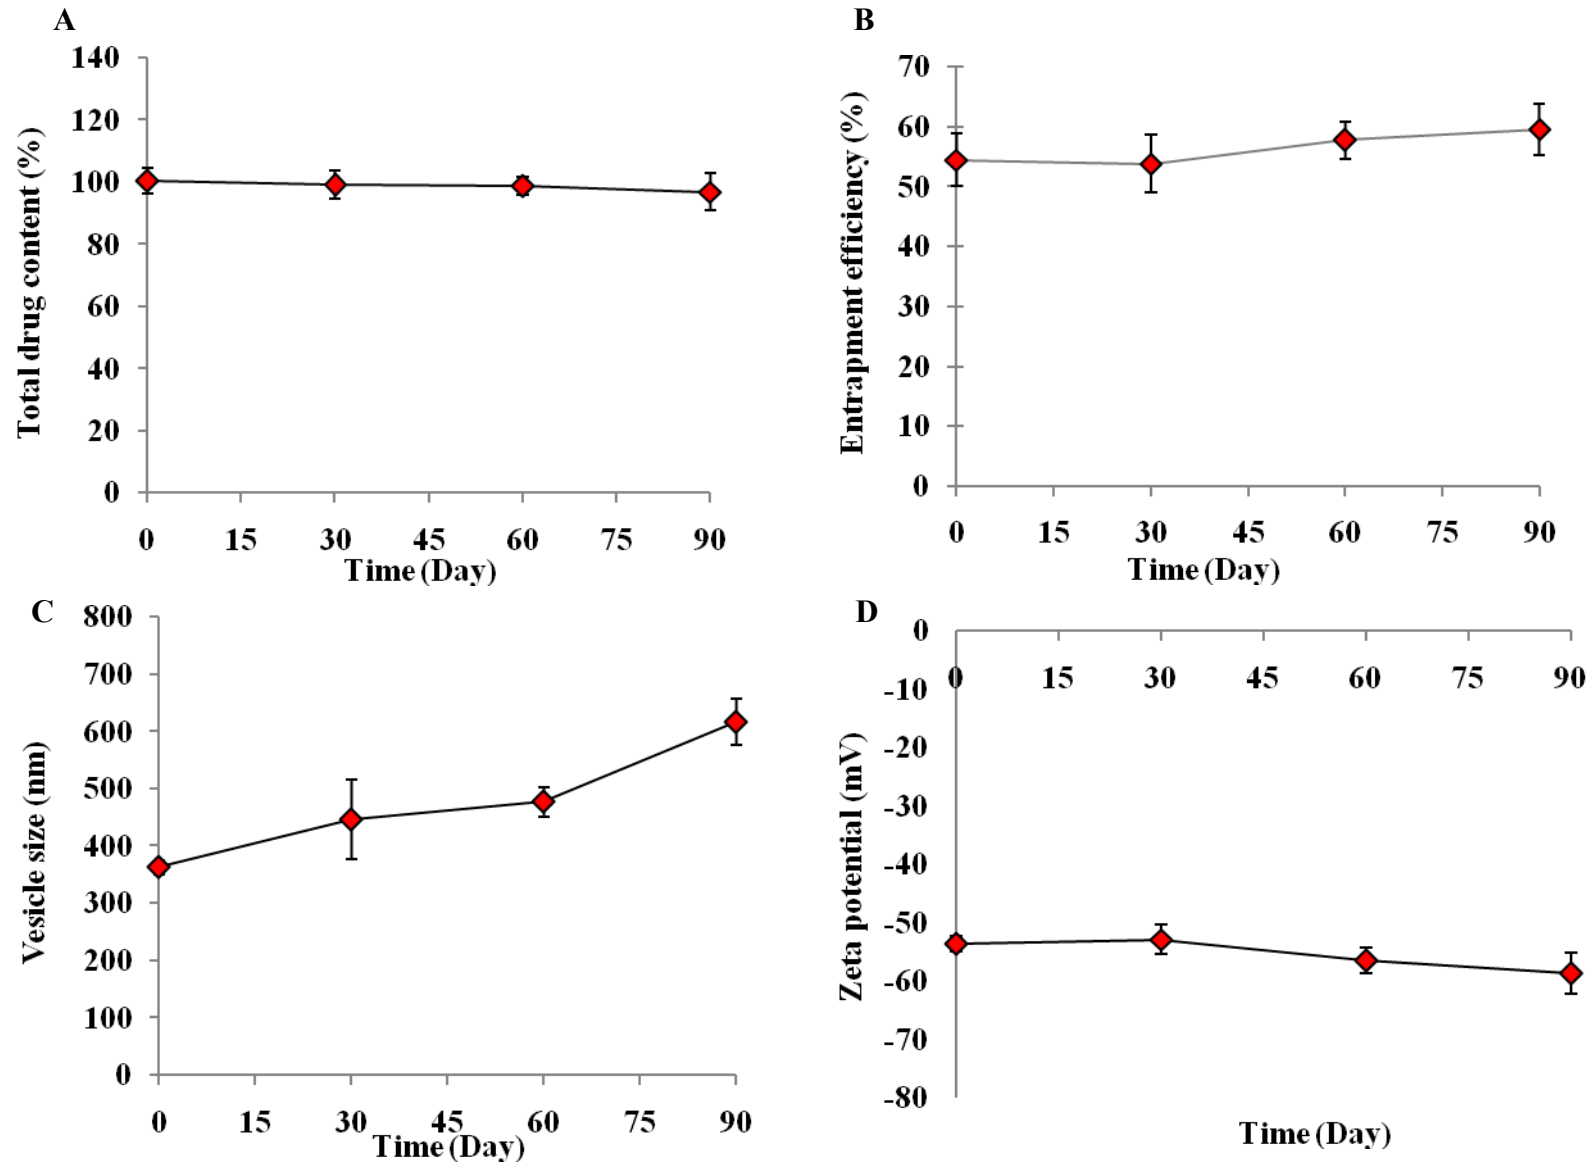 A
Total drug content (%)
140
120
100
80
60
40
20
0
0 15 30 45 60 75 90
Time (Day)
B
Entrapment efficiency (%)
70
60
50
40
30
20
10
0
0 15 30 45 60 75 90
Time (Day)
C
Vesicle size (nm)
800
700
600
500
400
300
200
100
0
0 15 30 45 60 75 90
Time (Day)
D
Zeta potential (mV)
0
0 15 30 45 60 75 90
-10
-20
-30
-40
-50
-60
-70
-80
Time (Day)